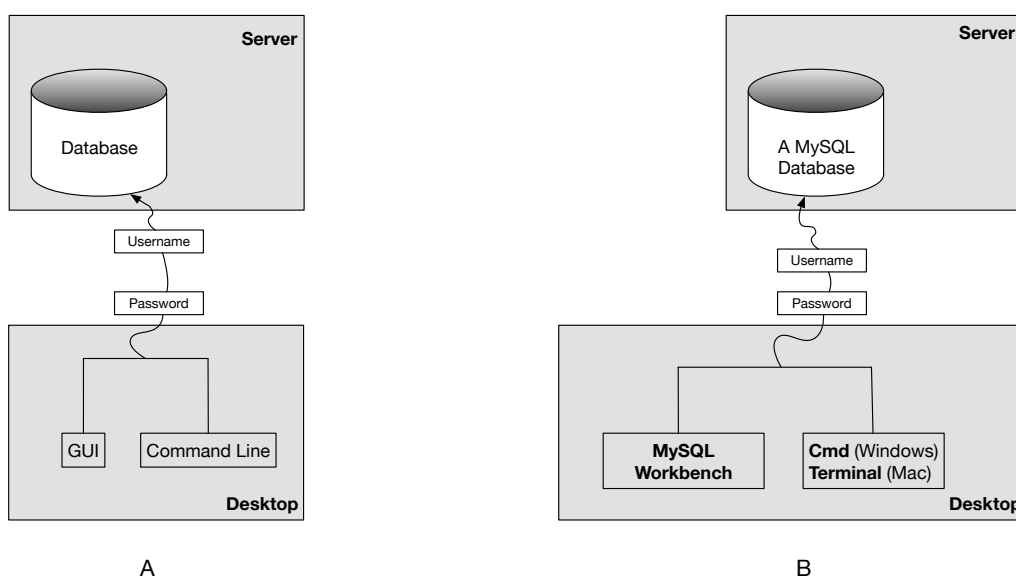 Server
Database
Username
Password
GUI
Command Line
Desktop
A
Server
A MySQL
Database
Username
Password
MySQL
Workbench
Cmd (Windows)
Terminal (Mac)
Desktop
B